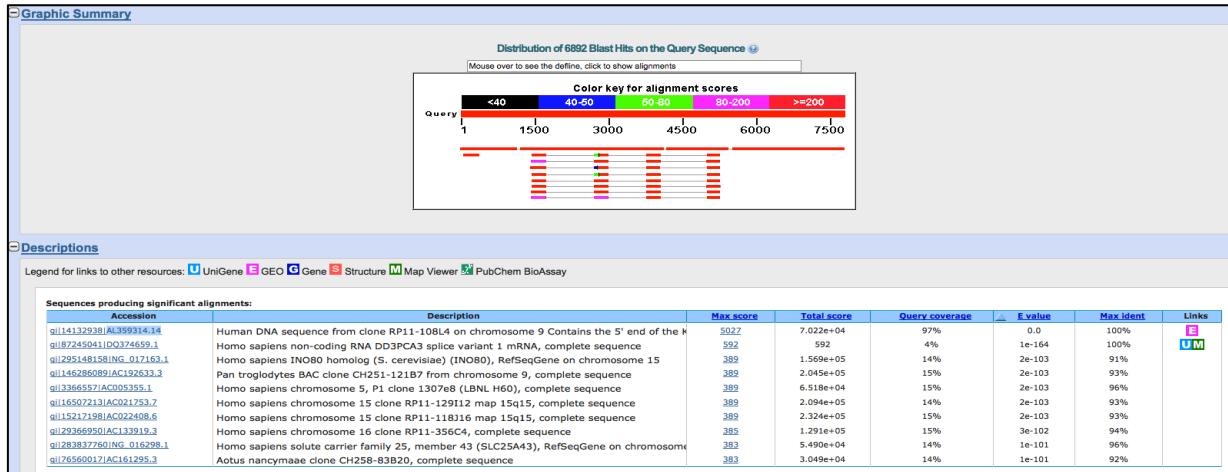 Graphic Summary
Distribution of 6892 Blast Hits on the Query Sequence
Mouse over to see the defline, click to show alignments
Color key for alignment scores
<40 40-50 50-80 80-200 >=200
Query
1 1500 3000 4500 6000 7500
Descriptions
Legend for links to other resources: U UniGene E GEO G Gene S Structure M Map Viewer PubChem BioAssay
Sequences producing significant alignments:
Accession Description Max score Total score Query coverage E value Max ident Links
gi|14132938|AL359314.14 Human DNA sequence from clone RP11-108L4 on chromosome 9 Contains the 5' end of the K 5027 7.022e+04 97% 0.0 100% E
gi|87245041|DQ374659.1 Homo sapiens non-coding RNA DD3PCA3 splice variant 1 mRNA, complete sequence 592 592 4% 1e-164 100% U M
gi|295148158|NG_017163.1 Homo sapiens INO80 homolog (S. cerevisiae) (INO80), RefSeqGene on chromosome 15 389 1.569e+05 14% 2e-103 91%
gi|146286089|AC192633.3 Pan troglodytes BAC clone CH251-121B7 from chromosome 9, complete sequence 389 2.045e+05 15% 2e-103 93%
gi|3366557|AC005355.1 Homo sapiens chromosome 5, P1 clone 1307e8 (LBNL H60), complete sequence 389 6.518e+04 15% 2e-103 96%
gi|16507213|AC021753.7 Homo sapiens chromosome 15 clone RP11-129I12 map 15q15, complete sequence 389 2.094e+05 14% 2e-103 93%
gi|15217198|AC022408.6 Homo sapiens chromosome 15 clone RP11-118J16 map 15q15, complete sequence 389 2.324e+05 15% 2e-103 93%
gi|29366950|AC133919.3 Homo sapiens chromosome 16 clone RP11-356C4, complete sequence 385 1.291e+05 15% 3e-102 94%
gi|283837760|NG_016298.1 Homo sapiens solute carrier family 25, member 43 (SLC25A43), RefSeqGene on chromosome 383 5.490e+04 14% 1e-101 96%
gi|76560017|AC161295.3 Aotus nancymaae clone CH258-83B20, complete sequence 383 3.049e+04 14% 1e-101 92%